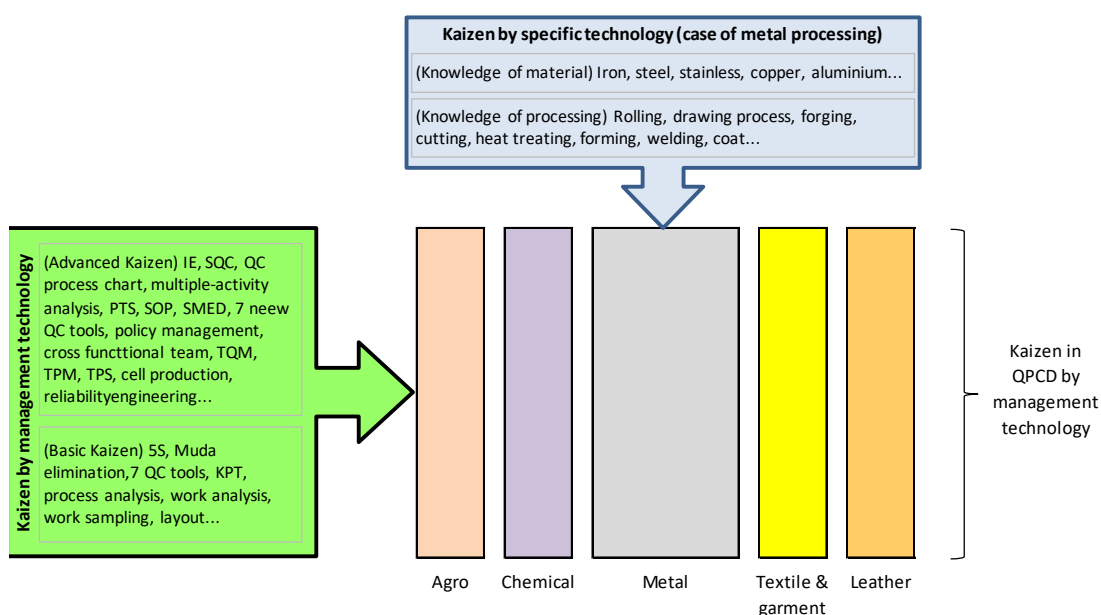 Kaizen by specific technology (case of metal processing)
(Knowledge of material) Iron, steel, stainless, copper, aluminium...
(Knowledge of processing) Rolling, drawing process, forging,
cutting, heat treating, forming, welding, coat...
Kaizen by management technology
(Advanced Kaizen) IE, SQC, QC
process chart, multiple-activity
analysis, PTS, SOP, SMED, 7 neew
QC tools, policy management,
cross functtional team, TQM,
TPM, TPS, cell production,
reliabilityengineering...
(Basic Kaizen) 5S, Muda
elimination,7 QC tools, KPT,
process analysis, work analysis,
work sampling, layout...
Kaizen in
QPCD by
management
technology
Agro
Chemical
Metal
Textile &
garment
Leather